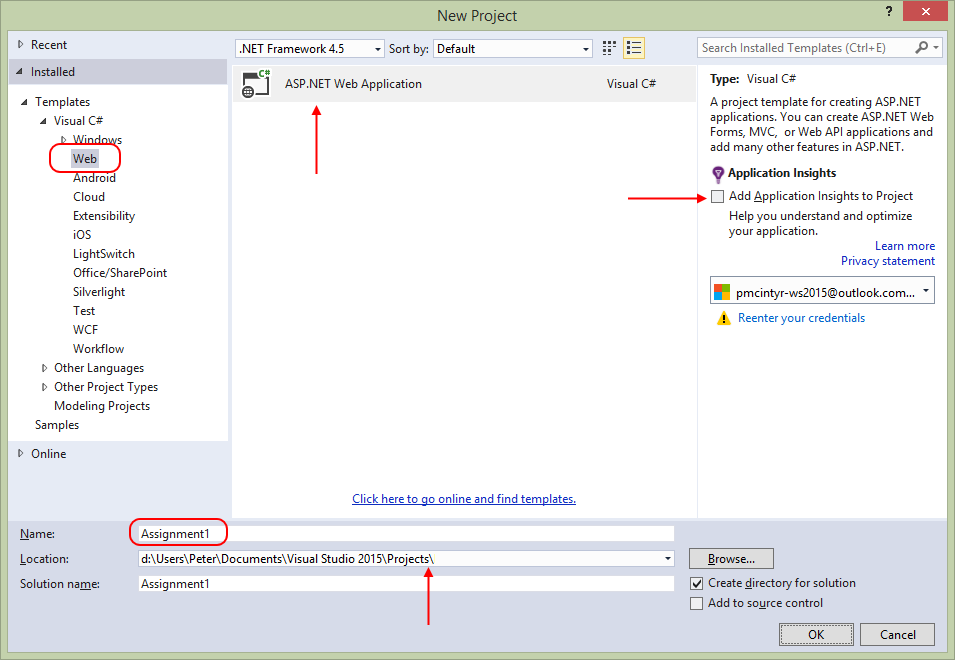 New Project
?
Recent
.NET Framework 4.5
Sort by:
Default
Search Installed Templates (Ctrl+E)
Installed
Templates
Visual C#
Windows
Web
Android
Cloud
Extensibility
iOS
LightSwitch
Office/SharePoint
Silverlight
Test
WCF
Workflow
Other Languages
Other Project Types
Modeling Projects
Samples
Online
C#
ASP.NET Web Application
Visual C#
Click here to go online and find templates.
Type: Visual C#
A project template for creating ASP.NET
applications. You can create ASP.NET Web
Forms, MVC, or Web API applications and
add many other features in ASP.NET.
Application Insights
Add Application Insights to Project
Help you understand and optimize
your application.
Learn more
Privacy statement
pmcintyr-ws2015@outlook.com...
Reenter your credentials
Name:
Assignment1
Location:
d:\Users\Peter\Documents\Visual Studio 2015\Projects\
Browse...
Solution name:
Assignment1
Create directory for solution
Add to source control
OK
Cancel